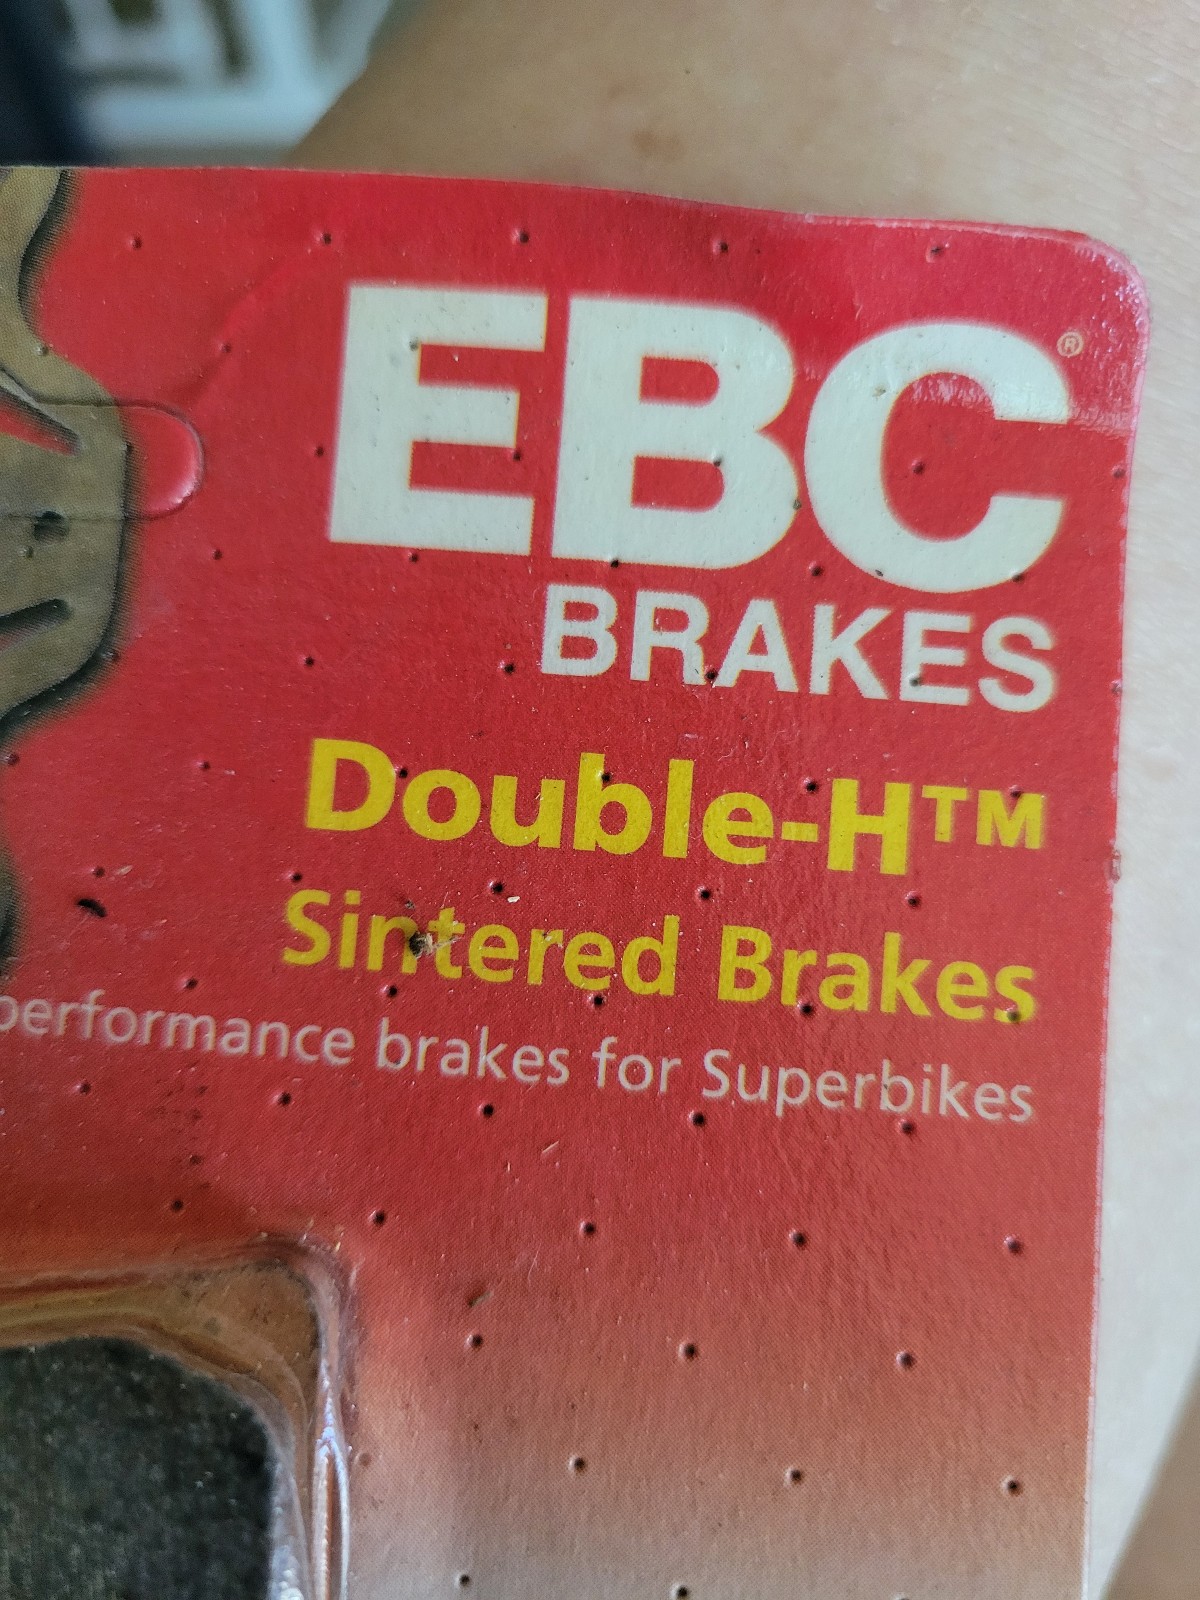 EBC®
BRAKES
Double-H™
Sintered Brakes
performance brakes for Superbikes